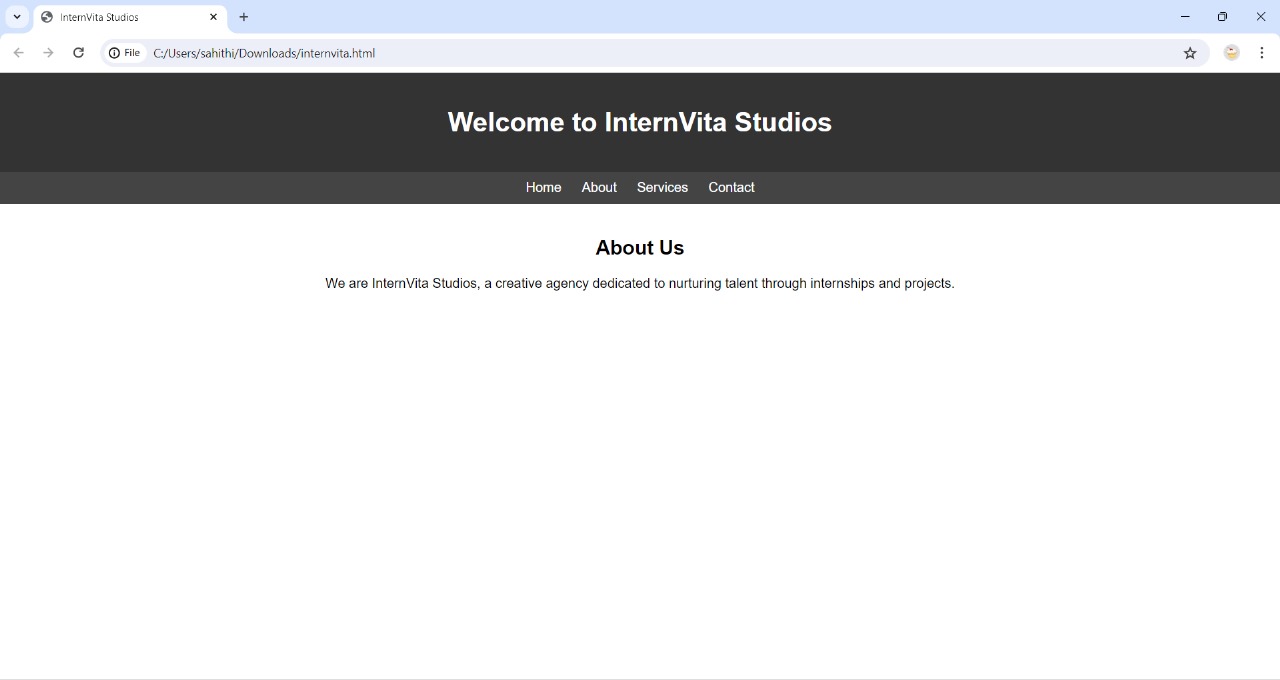 InternVita Studios
File C:/Users/sahithi/Downloads/internvita.html
Welcome to InternVita Studios
Home About Services Contact
About Us
We are InternVita Studios, a creative agency dedicated to nurturing talent through internships and projects.